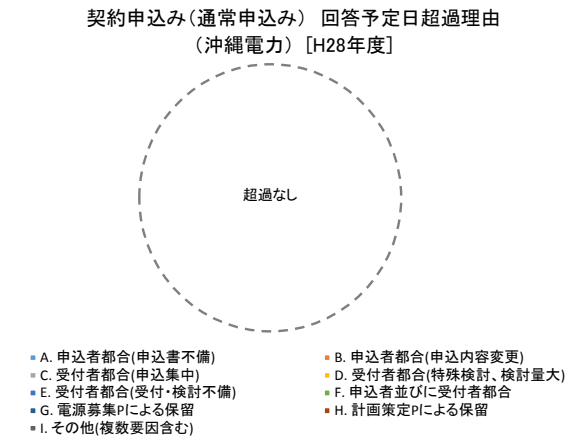 契約申込み(通常申込み) 回答予定日超過理由
(沖縄電力) [H28年度]
超過なし
A. 申込者都合(申込書不備)
B. 申込者都合(申込内容変更)
C. 受付者都合(申込集中)
D. 受付者都合(特殊検討、検討量大)
E. 受付者都合(受付・検討不備)
F. 申込者並びに受付者都合
G. 電源募集Pによる保留
H. 計画策定Pによる保留
I. その他(複数要因含む)